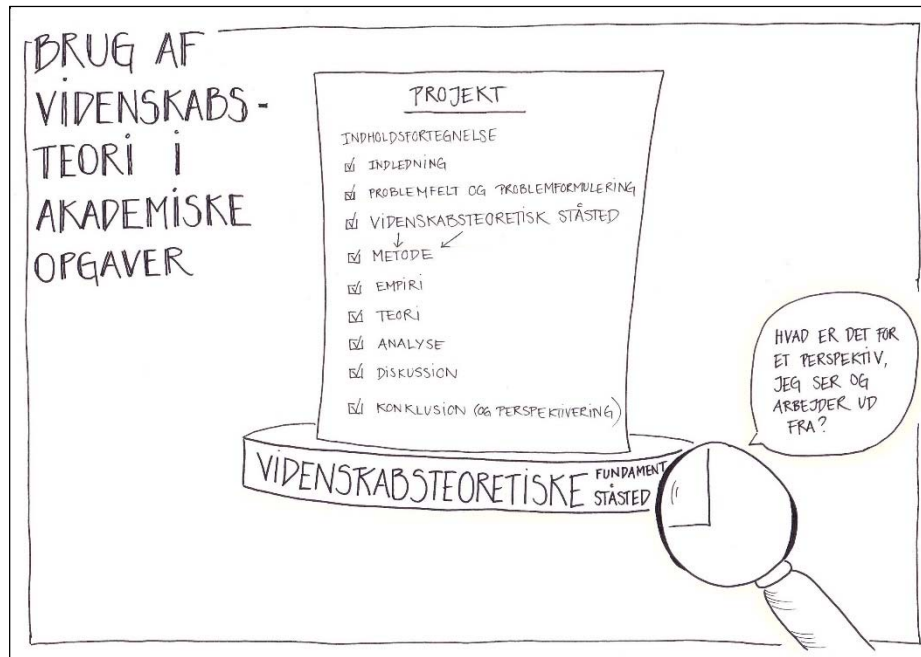 BRUG AF
VIDENSKABS-
TEORI I
AKADEMISKE
OPGAVER
PROJEKT
INDHOLDSFORTEGNELSE
INDLEDNING
PROBLEMFELT OG PROBLEMFORMULERING
VIDENSKABSTEORETISK STÅSTED
METODE
EMPIRI
TEORI
ANALYSE
DISKUSSION
KONKLUSION (OG PERSPEKTIVERING)
VIDENSKABSTEORETISKE FUNDAMENT
STÅSTED
HVAD ER DET FOR
ET PERSPEKTIV,
JEG SER OG
ARBEJDER UD
FRA?